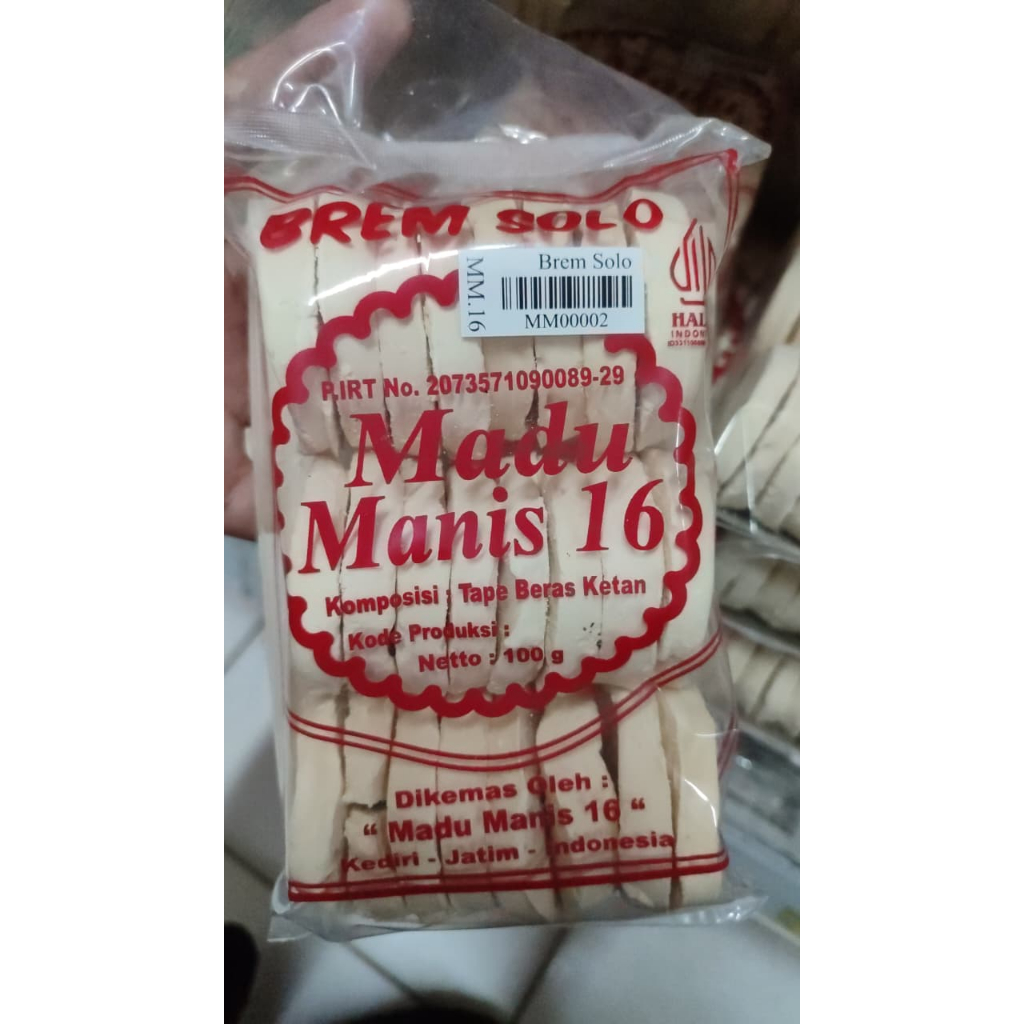 BREM SOLO
Brem Solo
MM.16
MM00002
INDON
P.IRT No. 2073571090089-29
Madu
Manis 16
Komposisi : Tape Beras Ketan
Kode Produksi :
Netto : 100 g
Dikemas Oleh :
“ Madu Manis 16 “
Kediri - Jatim - Indonesia